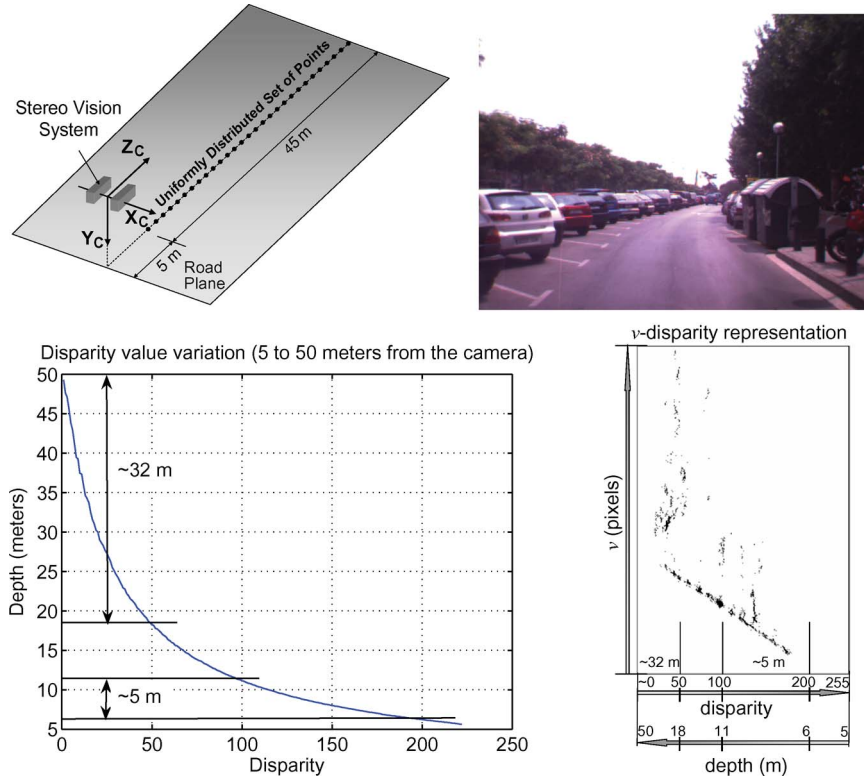 Stereo Vision
System
Z_C
X_C
Y_C
Uniformly Distributed Set of Points
45 m
5 m
Road
Plane
Disparity value variation (5 to 50 meters from the camera)
Depth (meters)
50
45
40
35
30
25
20
15
10
5
~32 m
~5 m
0 50 100 150 200 250
Disparity
v-disparity representation
v (pixels)
~32 m ~5 m
~0 50 100 200 255
disparity
50 18 11 6 5
depth (m)